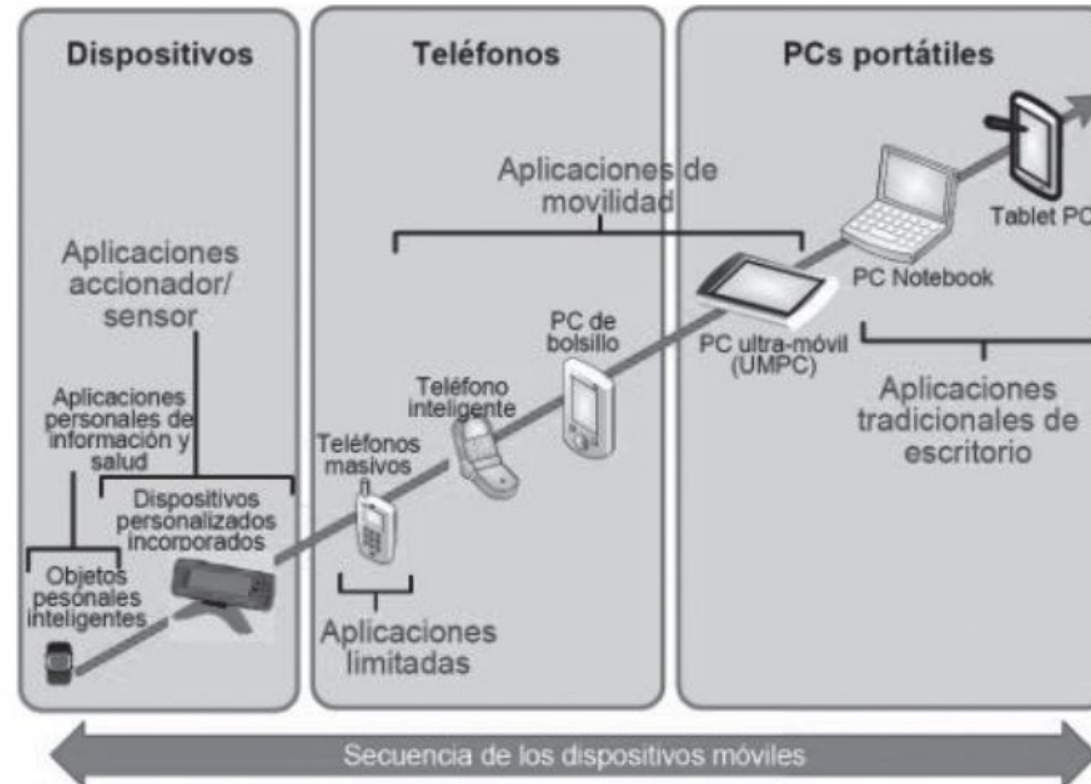 Dispositivos
Teléfonos
PCs portátiles
Aplicaciones de
movilidad
Tablet PC
PC Notebook
Aplicaciones
accionador/
sensor
PC de
bolsillo
PC ultra-móvil
(UMPC)
Aplicaciones
tradicionales de
escritorio
Teléfono
inteligente
Aplicaciones
personales de
información y
salud
Teléfonos
masivos
Dispositivos
personalizados
incorporados
Objetos
pesonales
inteligentes
Aplicaciones
limitadas
Secuencia de los dispositivos móviles